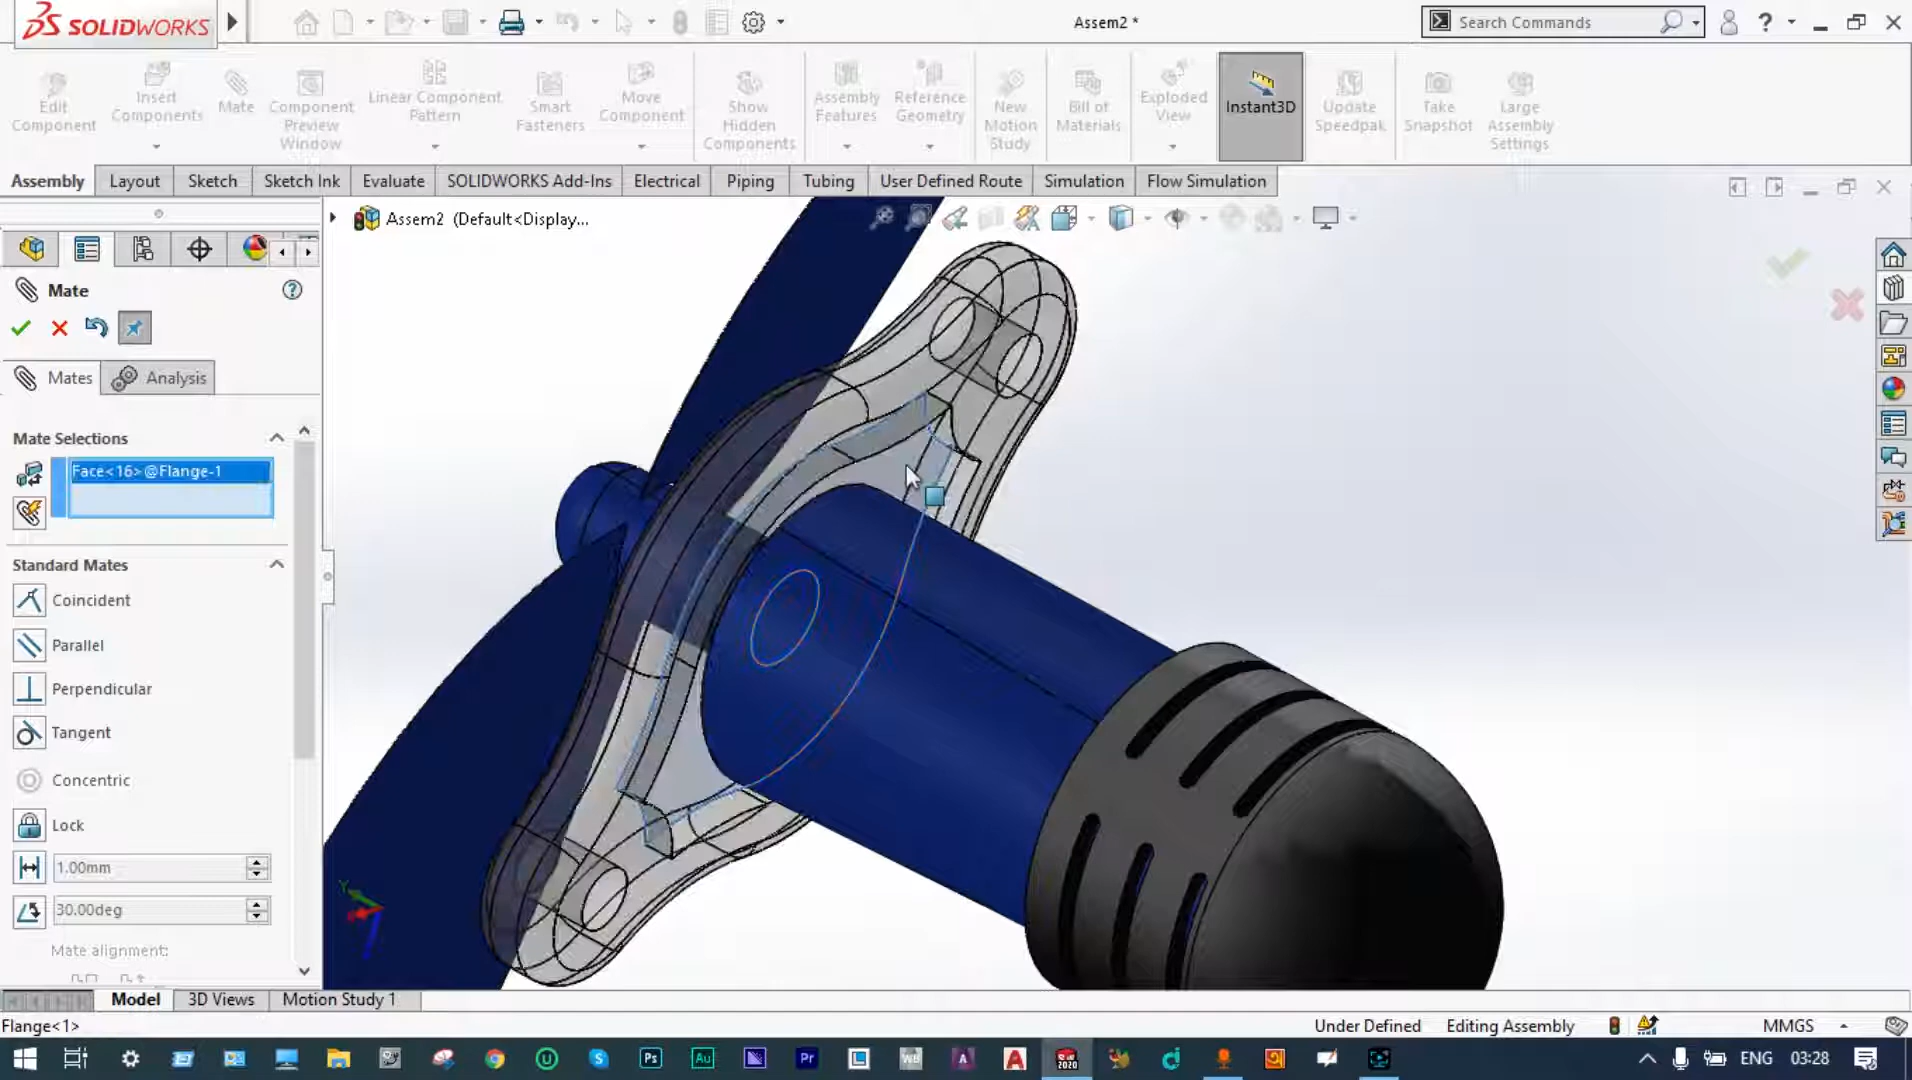 SOLIDWORKS
Assem2 *
Search Commands
Edit Component
Insert Components
Mate
Component Preview Window
Linear Component Pattern
Smart Fasteners
Move Component
Show Hidden Components
Assembly Features
Reference Geometry
New Motion Study
Bill of Materials
Exploded View
Instant3D
Update Speedpak
Take Snapshot
Large Assembly Settings
Assembly
Layout
Sketch
Sketch Ink
Evaluate
SOLIDWORKS Add-Ins
Electrical
Piping
Tubing
User Defined Route
Simulation
Flow Simulation
Assem2 (Default<Display...
Mate
Mates
Analysis
Mate Selections
Face<16>@Flange-1
Standard Mates
Coincident
Parallel
Perpendicular
Tangent
Concentric
Lock
1.00mm
30.00deg
Mate alignment:
Y
Model
3D Views
Motion Study 1
Flange<1>
Under Defined
Editing Assembly
MMGS
Ps
Au
Pr
WB
2020
ENG
03:28